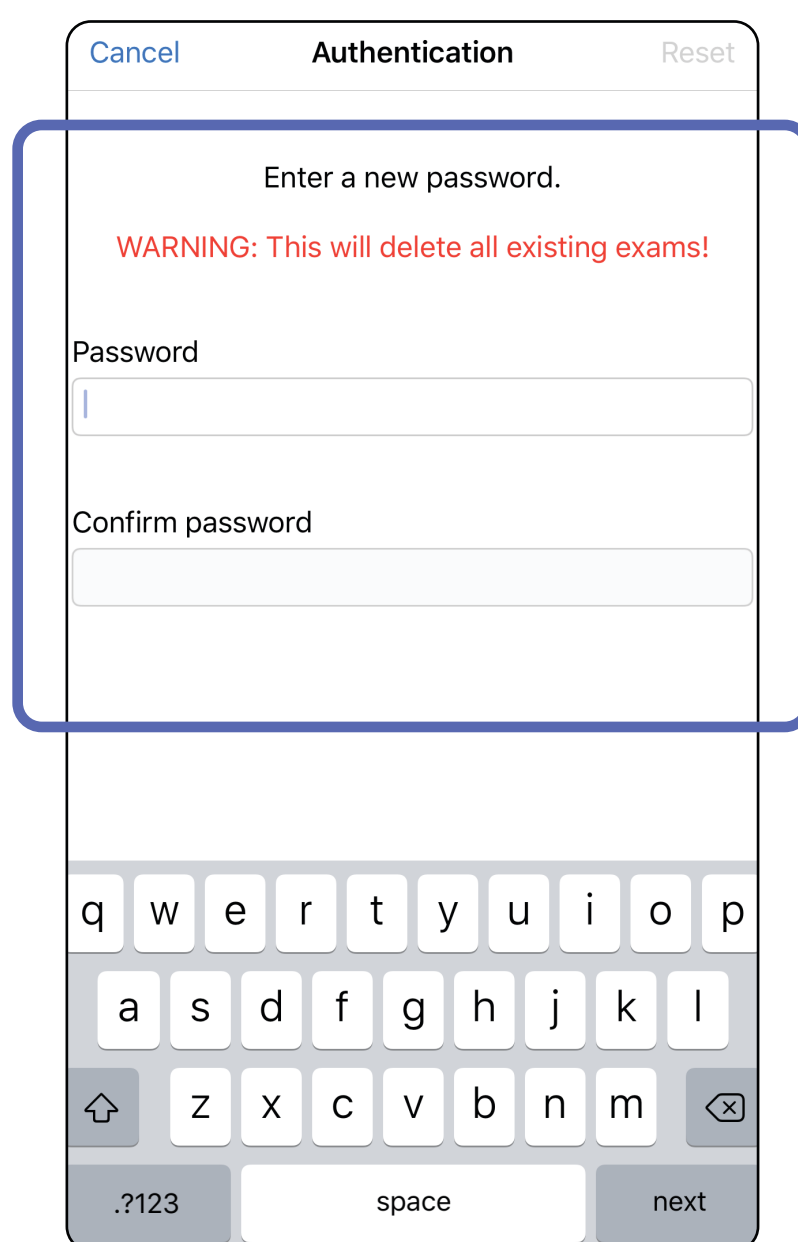 Cancel Authentication Reset
Enter a new password.
WARNING: This will delete all existing exams!
Password
Confirm password
q w e r t y u i o p
a s d f g h j k l
z x c v b n m
.?123 space next